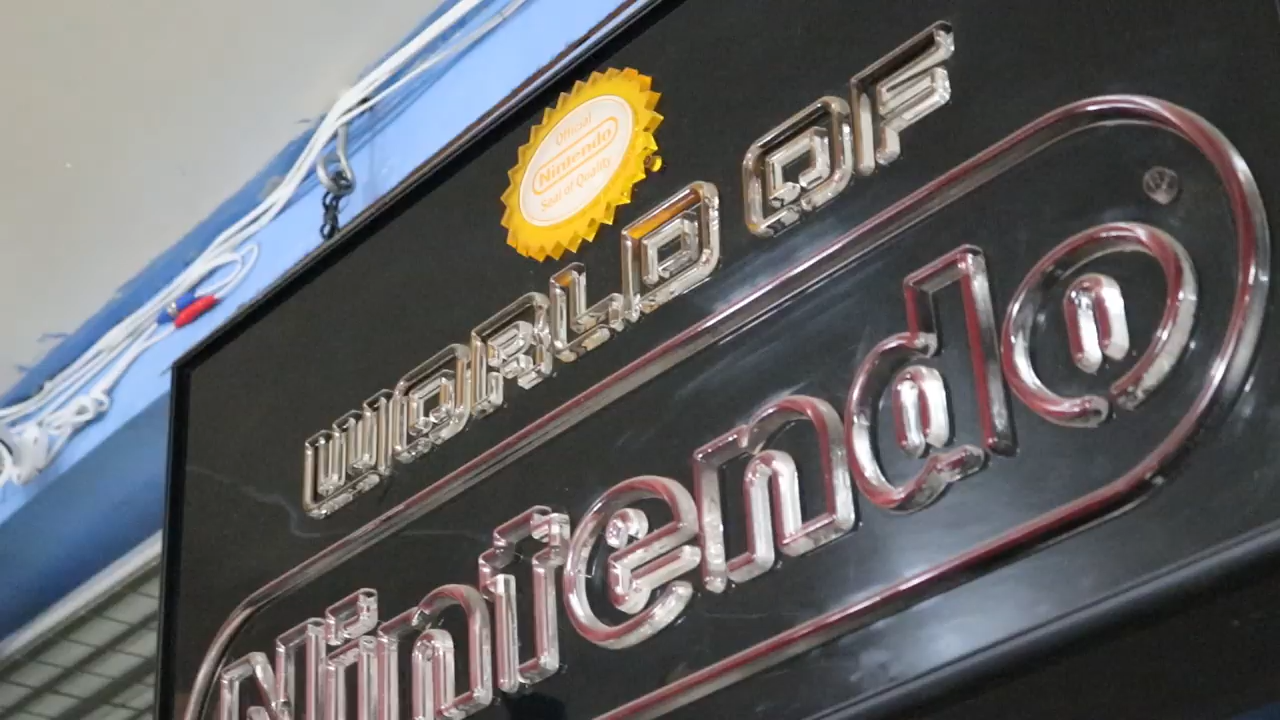 Official
Nintendo
Seal of Quality
WORLD OF
Nintendo
®